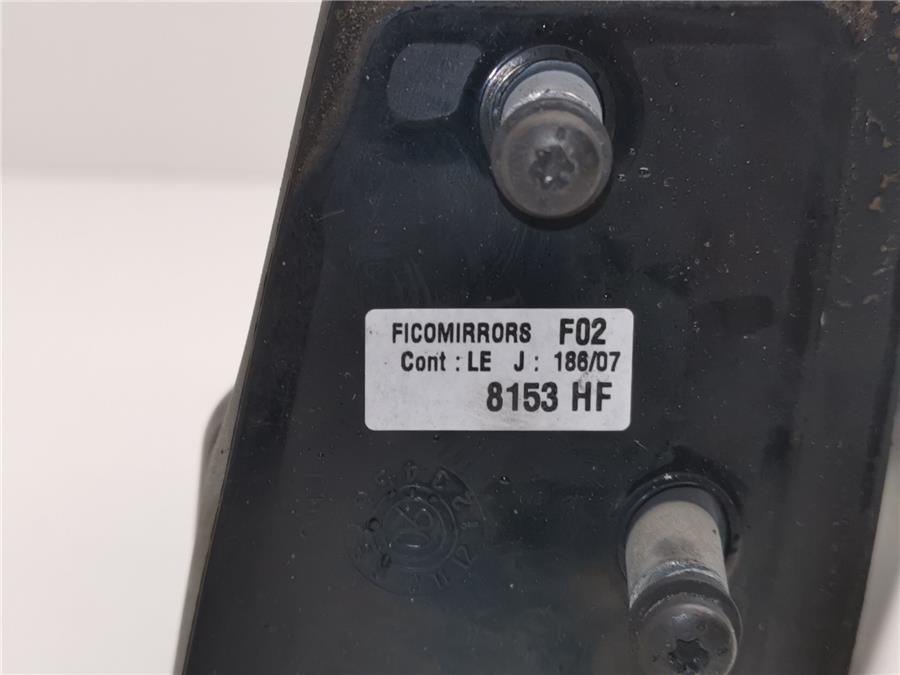 FICOMIRRORS F02
Cont : LE J : 186/07
8153 HF